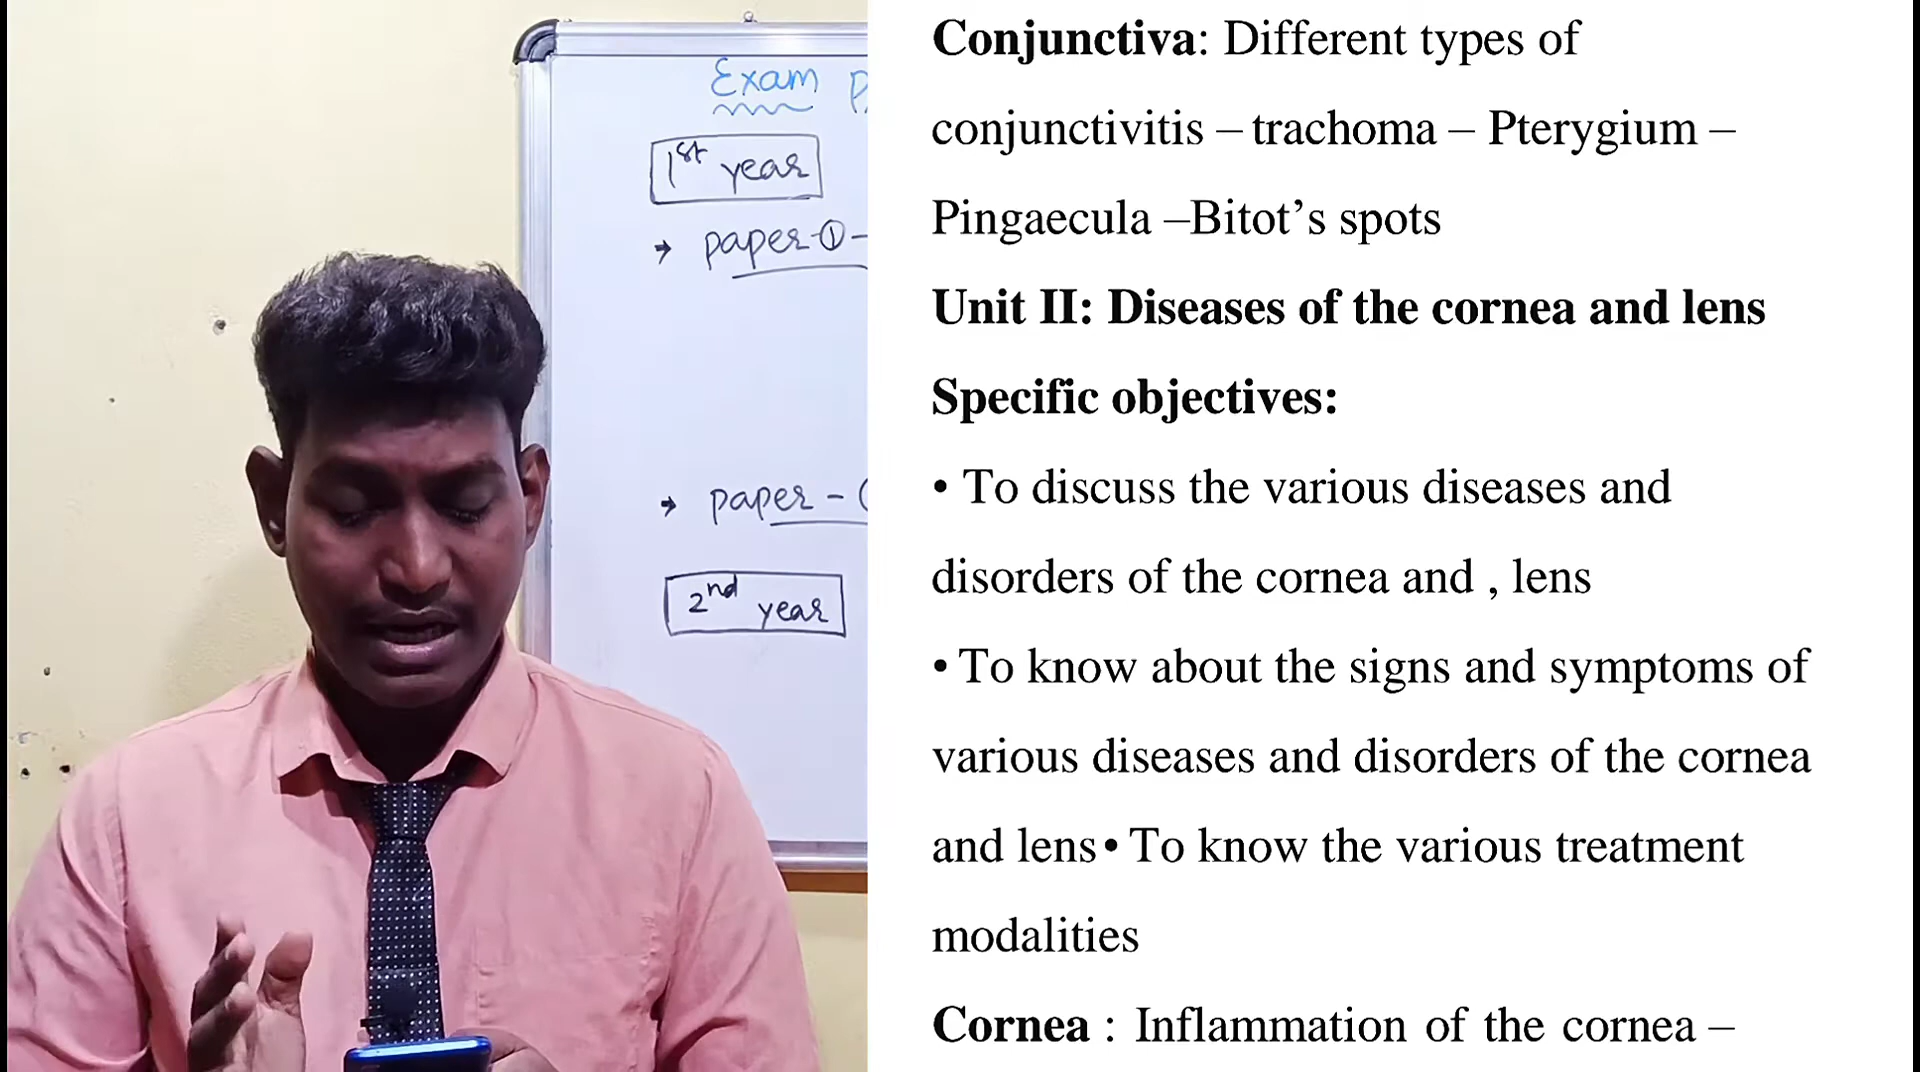 Exam
1st year
→ paper-①-
→ paper - (
2nd year
Conjunctiva: Different types of
conjunctivitis – trachoma – Pterygium –
Pingaecula –Bitot’s spots
Unit II: Diseases of the cornea and lens
Specific objectives:
• To discuss the various diseases and
disorders of the cornea and , lens
• To know about the signs and symptoms of
various diseases and disorders of the cornea
and lens• To know the various treatment
modalities
Cornea : Inflammation of the cornea –